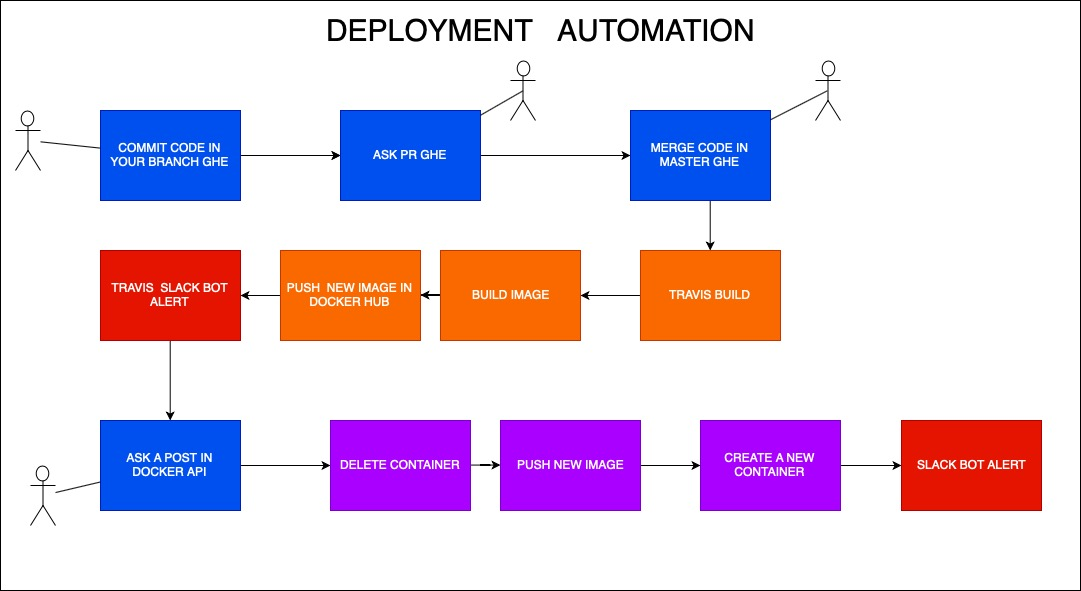 DEPLOYMENT AUTOMATION
COMMIT CODE IN
YOUR BRANCH GHE
ASK PR GHE
MERGE CODE IN
MASTER GHE
TRAVIS SLACK BOT
ALERT
PUSH NEW IMAGE IN
DOCKER HUB
BUILD IMAGE
TRAVIS BUILD
ASK A POST IN
DOCKER API
DELETE CONTAINER
PUSH NEW IMAGE
CREATE A NEW
CONTAINER
SLACK BOT ALERT